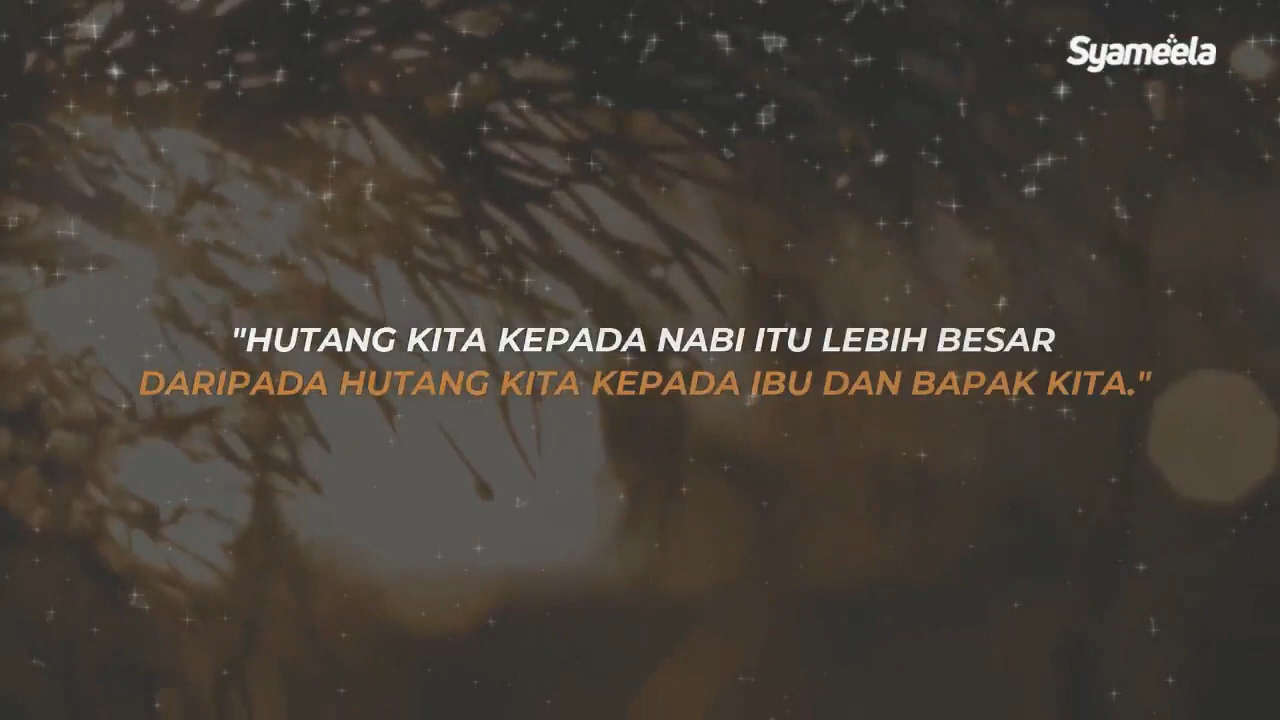 Syameela
"HUTANG KITA KEPADA NABI ITU LEBIH BESAR
DARIPADA HUTANG KITA KEPADA IBU DAN BAPAK KITA."